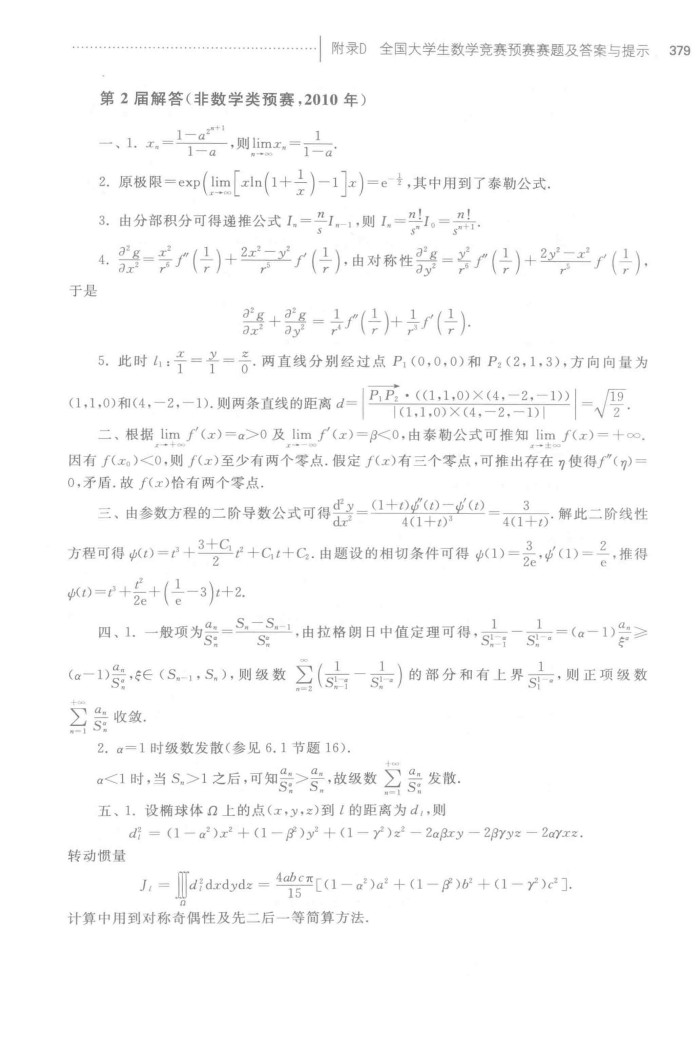 附录D 全国大学生数学竞赛预赛赛题及答案与提示 379
第 2 届解答(非数学类预赛,2010 年)
一、1. $x_n=\frac{1-a^{2^{n+1}}}{1-a}$,则$\lim\limits_{n\to\infty}x_n=\frac{1}{1-a}$.
2. 原极限$=\exp\left(\lim\limits_{x\to\infty}\left[x\ln\left(1+\frac{1}{x}\right)-1\right]x\right)=e^{-\frac{1}{2}}$,其中用到了泰勒公式.
3. 由分部积分可得递推公式 $I_n=\frac{n}{s}I_{n-1}$,则 $I_n=\frac{n!}{s^n}I_0=\frac{n!}{s^{n+1}}$.
4. $\frac{\partial^2 g}{\partial x^2}=\frac{x^2}{r^6}f''\left(\frac{1}{r}\right)+\frac{2x^2-y^2}{r^5}f'\left(\frac{1}{r}\right)$,由对称性$\frac{\partial^2 g}{\partial y^2}=\frac{y^2}{r^6}f''\left(\frac{1}{r}\right)+\frac{2y^2-x^2}{r^5}f'\left(\frac{1}{r}\right)$,
于是
$\frac{\partial^2 g}{\partial x^2}+\frac{\partial^2 g}{\partial y^2}=\frac{1}{r^4}f''\left(\frac{1}{r}\right)+\frac{1}{r^3}f'\left(\frac{1}{r}\right)$.
5. 此时 $l_1:\frac{x}{1}=\frac{y}{1}=\frac{z}{0}$.两直线分别经过点 $P_1(0,0,0)$和 $P_2(2,1,3)$,方向向量为
(1,1,0)和(4,-2,-1).则两条直线的距离 $d=\left|\frac{\overrightarrow{P_1P_2}\cdot((1,1,0)\times(4,-2,-1))}{|(1,1,0)\times(4,-2,-1)|}\right|=\sqrt{\frac{19}{2}}$.
二、根据 $\lim\limits_{x\to+\infty}f'(x)=\alpha>0$ 及 $\lim\limits_{x\to-\infty}f'(x)=\beta<0$,由泰勒公式可推知 $\lim\limits_{x\to\pm\infty}f(x)=+\infty$.
因有 $f(x_0)<0$,则 $f(x)$至少有两个零点.假定 $f(x)$有三个零点,可推出存在 $\eta$ 使得$f''(\eta)=$
0,矛盾.故 $f(x)$恰有两个零点.
三、由参数方程的二阶导数公式可得$\frac{d^2y}{dx^2}=\frac{(1+t)\psi''(t)-\psi'(t)}{4(1+t)^3}=\frac{3}{4(1+t)}$.解此二阶线性
方程可得 $\psi(t)=t^3+\frac{3+C_1}{2}t^2+C_1t+C_2$.由题设的相切条件可得 $\psi(1)=\frac{3}{2e},\psi'(1)=\frac{2}{e}$,推得
$\psi(t)=t^3+\frac{t^2}{2e}+\left(\frac{1}{e}-3\right)t+2$.
四、1. 一般项为$\frac{a_n}{S_n^\alpha}=\frac{S_n-S_{n-1}}{S_n^\alpha}$,由拉格朗日中值定理可得,$\frac{1}{S_{n-1}^{1-\alpha}}-\frac{1}{S_n^{1-\alpha}}=(\alpha-1)\frac{a_n}{\xi^\alpha}\geqslant$
$(\alpha-1)\frac{a_n}{S_n^\alpha}$,$\xi\in(S_{n-1},S_n)$,则级数 $\sum\limits_{n=2}^{\infty}\left(\frac{1}{S_{n-1}^{1-\alpha}}-\frac{1}{S_n^{1-\alpha}}\right)$的部分和有上界$\frac{1}{S_1^{1-\alpha}}$,则正项级数
$\sum\limits_{n=1}^{+\infty}\frac{a_n}{S_n^\alpha}$ 收敛.
2. $\alpha=1$ 时级数发散(参见 6.1 节题 16).
$\alpha<1$ 时,当 $S_n>1$ 之后,可知$\frac{a_n}{S_n^\alpha}>\frac{a_n}{S_n}$,故级数 $\sum\limits_{n=1}^{+\infty}\frac{a_n}{S_n^\alpha}$ 发散.
五、1. 设椭球体 $\Omega$ 上的点$(x,y,z)$到 $l$ 的距离为 $d_l$,则
$d_l^2=(1-\alpha^2)x^2+(1-\beta^2)y^2+(1-\gamma^2)z^2-2\alpha\beta xy-2\beta\gamma yz-2\alpha\gamma xz$.
转动惯量
$J_l=\iiint\limits_{\Omega}d_l^2dxdydz=\frac{4abc\pi}{15}[(1-\alpha^2)a^2+(1-\beta^2)b^2+(1-\gamma^2)c^2]$.
计算中用到对称奇偶性及先二后一等简算方法.